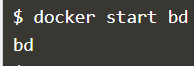 $ docker start bd
bd